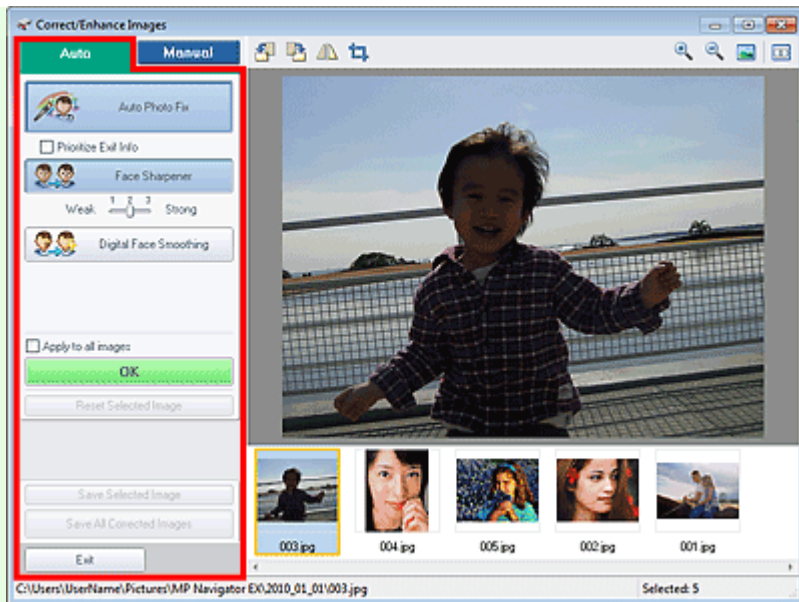 Correct/Enhance Images
Auto
Manual
Auto Photo Fix
Prioritize Exif Info
Face Sharpener
1 2 3
Weak Strong
Digital Face Smoothing
Apply to all images
OK
Reset Selected Image
Save Selected Image
Save All Corrected Images
Exit
003.jpg
004.jpg
005.jpg
002.jpg
001.jpg
C:\Users\UserName\Pictures\MP Navigator EX\2010_01_01\003.jpg
Selected: 5